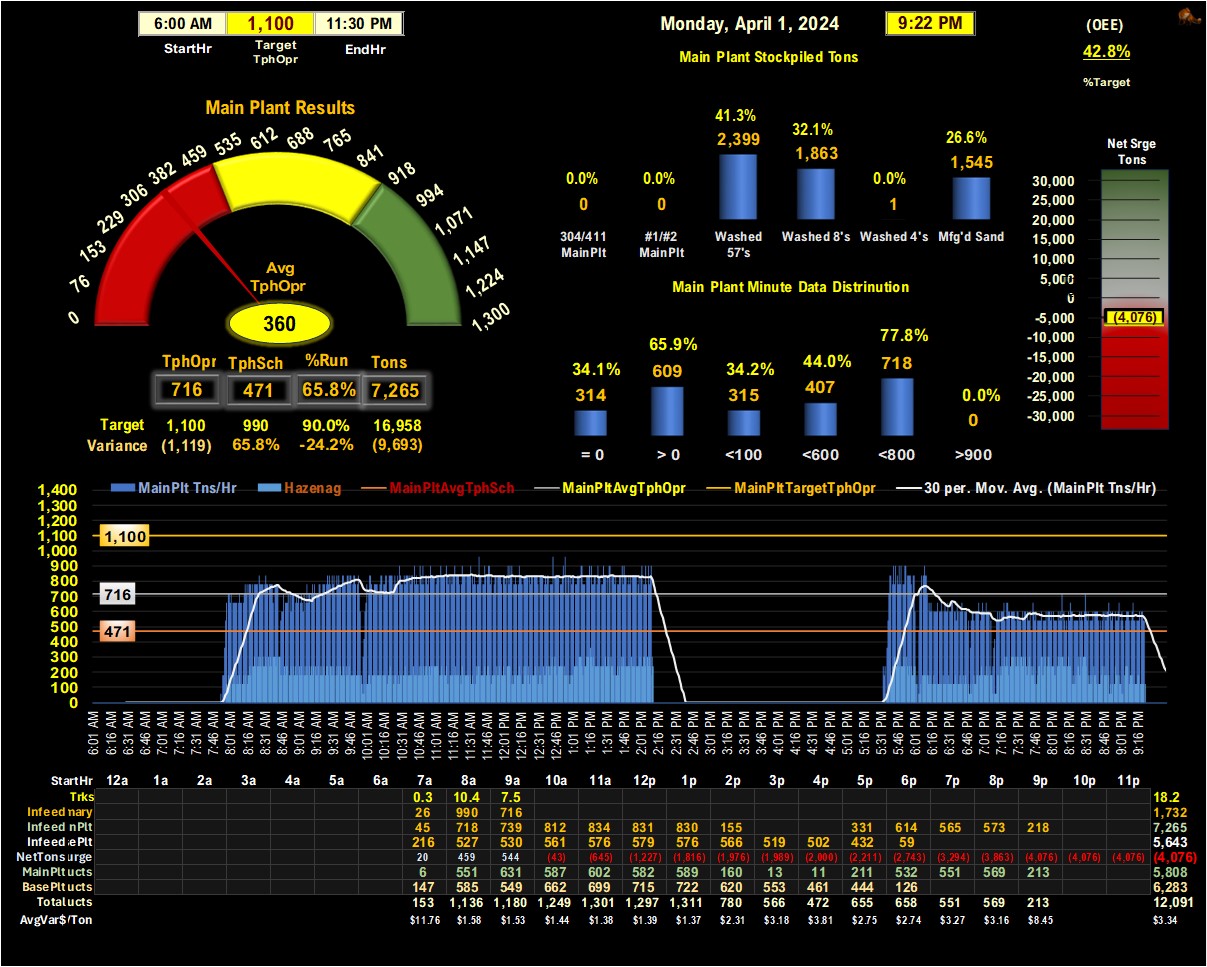 6:00 AM 1,100 11:30 PM
StartHr Target TphOpr EndHr
Monday, April 1, 2024 9:22 PM
(OEE)
42.8%
%Target
Main Plant Stockpiled Tons
41.3% 32.1% 26.6%
2,399 1,863 1,545
0.0% 0.0% 0.0%
0 0 1
304/411 MainPlt #1/#2 MainPlt Washed 57's Washed 8's Washed 4's Mfg'd Sand
Net Srge
Tons
30,000
25,000
20,000
15,000
10,000
5,000
0
(4,076)
-5,000
-10,000
-15,000
-20,000
-25,000
-30,000
Main Plant Results
0 76 153 229 306 382 459 535 612 688 765 841 918 994 1,071 1,147 1,224 1,300
Avg
TphOpr
360
TphOpr TphSch %Run Tons
716 471 65.8% 7,265
Target 1,100 990 90.0% 16,958
Variance (1,119) 65.8% -24.2% (9,693)
Main Plant Minute Data Distrinution
34.1% 65.9% 34.2% 44.0% 77.8% 0.0%
314 609 315 407 718 0
= 0 > 0 <100 <600 <800 >900
MainPlt Tns/Hr Hazenag MainPltAvgTphSch MainPltAvgTphOpr MainPltTargetTphOpr 30 per. Mov. Avg. (MainPlt Tns/Hr)
1,400
1,300
1,200
1,100
1,000
900
800
700
600
500
400
300
200
100
0
1,100
716
471
6:01 AM 6:16 AM 6:31 AM 6:46 AM 7:01 AM 7:16 AM 7:31 AM 7:46 AM 8:01 AM 8:16 AM 8:31 AM 8:46 AM 9:01 AM 9:16 AM 9:31 AM 9:46 AM 10:01 AM 10:16 AM 10:31 AM 10:46 AM 11:01 AM 11:16 AM 11:31 AM 11:46 AM 12:01 PM 12:16 PM 12:31 PM 12:46 PM 1:01 PM 1:16 PM 1:31 PM 1:46 PM 2:01 PM 2:16 PM 2:31 PM 2:46 PM 3:01 PM 3:16 PM 3:31 PM 3:46 PM 4:01 PM 4:16 PM 4:31 PM 4:46 PM 5:01 PM 5:16 PM 5:31 PM 5:46 PM 6:01 PM 6:16 PM 6:31 PM 6:46 PM 7:01 PM 7:16 PM 7:31 PM 7:46 PM 8:01 PM 8:16 PM 8:31 PM 8:46 PM 9:01 PM 9:16 PM
StartHr 12a 1a 2a 3a 4a 5a 6a 7a 8a 9a 10a 11a 12p 1p 2p 3p 4p 5p 6p 7p 8p 9p 10p 11p
Trks 0.3 10.4 7.5 18.2
Infeed mary 26 990 716 1,732
Infeed nPlt 45 718 739 812 834 831 830 155 331 614 565 573 218 7,265
Infeed ePlt 216 527 530 561 576 579 576 566 519 502 432 59 5,643
NetTons urge 20 459 544 (43) (645) (1,227) (1,816) (1,976) (1,989) (2,000) (2,211) (2,743) (3,294) (3,863) (4,076) (4,076) (4,076) (4,076)
MainPlt ucts 6 551 631 587 602 582 589 160 13 11 211 532 551 569 213 5,808
BasePlt ucts 147 585 549 662 699 715 722 620 553 461 444 126 6,283
Total ucts 153 1,136 1,180 1,249 1,301 1,297 1,311 780 566 472 655 658 551 569 213 12,091
AvgVar$/Ton $11.76 $1.58 $1.53 $1.44 $1.38 $1.39 $1.37 $2.31 $3.18 $3.81 $2.75 $2.74 $3.27 $3.16 $8.45 $3.34